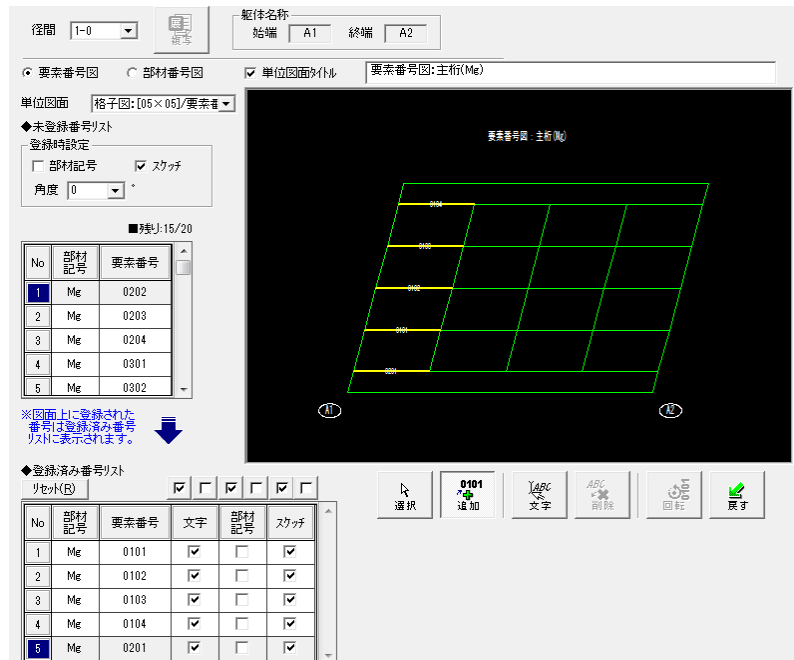 躯体名称
径間 1-0 複写 始端 A1 終端 A2
要素番号図 部材番号図 単位図面タイトル 要素番号図:主桁(Mg)
単位図面 格子図:[05×05]/要素番
◆未登録番号リスト
登録時設定
部材記号 スケッチ
角度 0 °
■残り:15/20
No 部材記号 要素番号
1 Mg 0202
2 Mg 0203
3 Mg 0204
4 Mg 0301
5 Mg 0302
要素番号図:主桁(Mg)
0104
0103
0102
0101
0201
A1 A2
※図面上に登録された
番号は登録済み番号
リストに表示されます。
◆登録済み番号リスト
リセット(R)
No 部材記号 要素番号 文字 部材記号 スケッチ
1 Mg 0101
2 Mg 0102
3 Mg 0103
4 Mg 0104
5 Mg 0201
選択 0101 追加 ABC 文字 ABC 削除 0101 回転 戻す